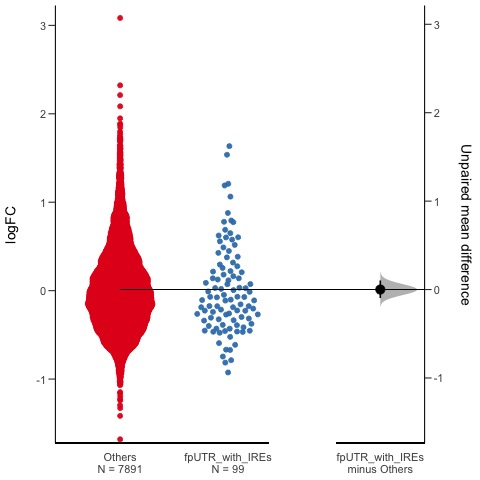 3
2
1
0
-1
logFC
Others
N = 7891
fpUTR_with_IREs
N = 99
fpUTR_with_IREs
minus Others
3
2
1
0
-1
Unpaired mean difference